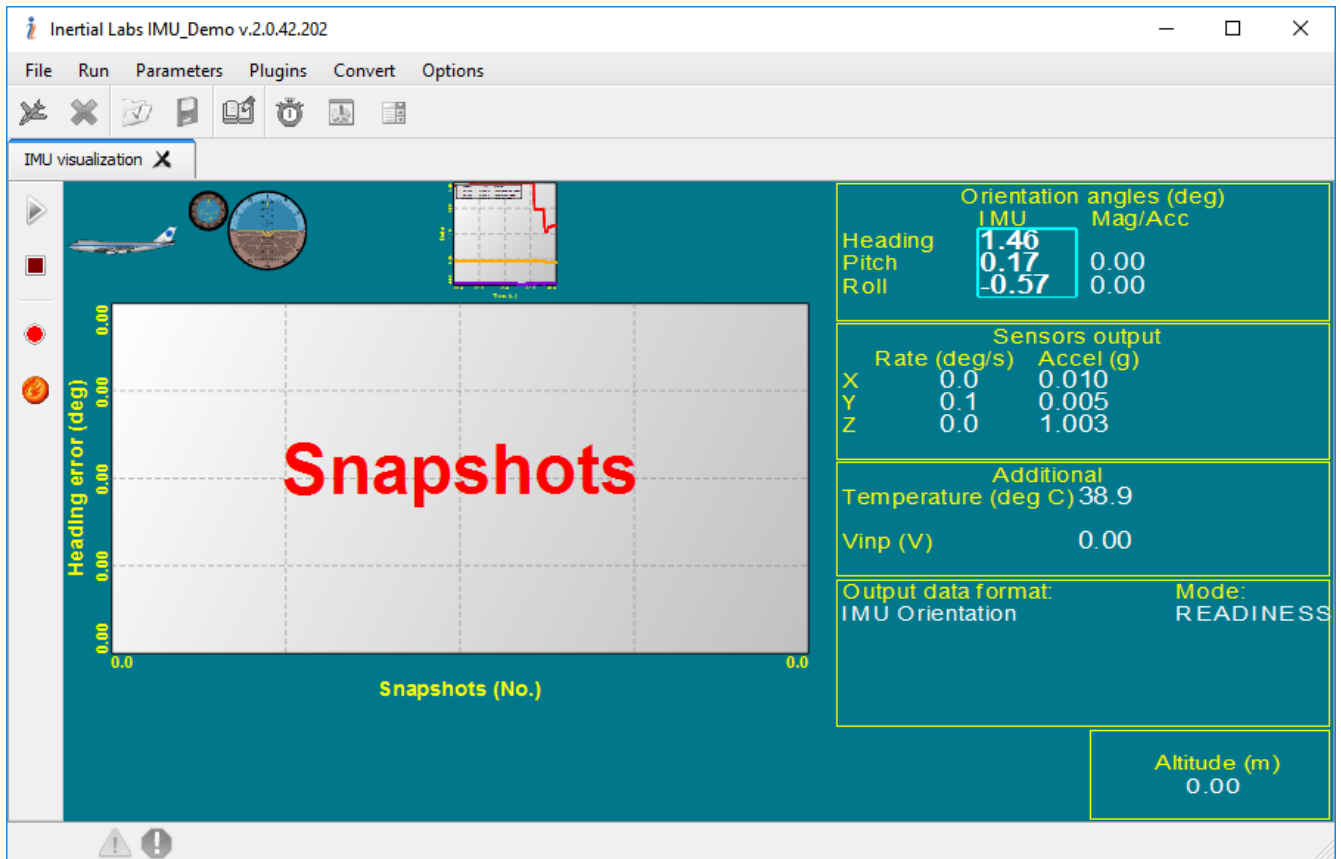 Inertial Labs IMU_Demo v.2.0.42.202
File Run Parameters Plugins Convert Options
IMU visualization
Orientation angles (deg)
IMU Mag/Acc
Heading 1.46
Pitch 0.17 0.00
Roll -0.57 0.00
Sensors output
Rate (deg/s) Accel (g)
X 0.0 0.010
Y 0.1 0.005
Z 0.0 1.003
Additional
Temperature (deg C) 38.9
Vinp (V) 0.00
Output data format: Mode:
IMU Orientation READINESS
Altitude (m)
0.00
Heading error (deg)
0.00
0.00
0.00
0.00
0.00
Snapshots
0.0 0.0
Snapshots (No.)